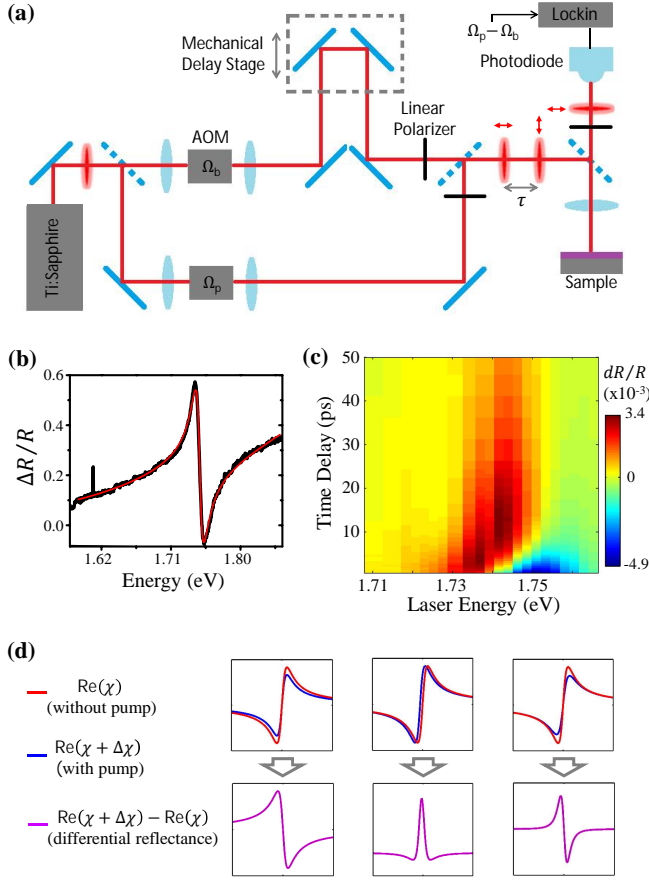 (a)
Mechanical
Delay Stage
Lockin
Ωp−Ωb
Photodiode
Linear
Polarizer
AOM
Ωb
τ
Ti:Sapphire
Ωp
Sample
(b)
0.6
0.4
0.2
0.0
ΔR/R
1.62
1.71
1.80
Energy (eV)
(c)
50
40
30
20
10
Time Delay (ps)
1.71
1.73
1.75
Laser Energy (eV)
dR/R
(x10-3)
3.4
0
-4.9
(d)
Re(χ)
(without pump)
Re(χ + Δχ)
(with pump)
Re(χ + Δχ) − Re(χ)
(differential reflectance)